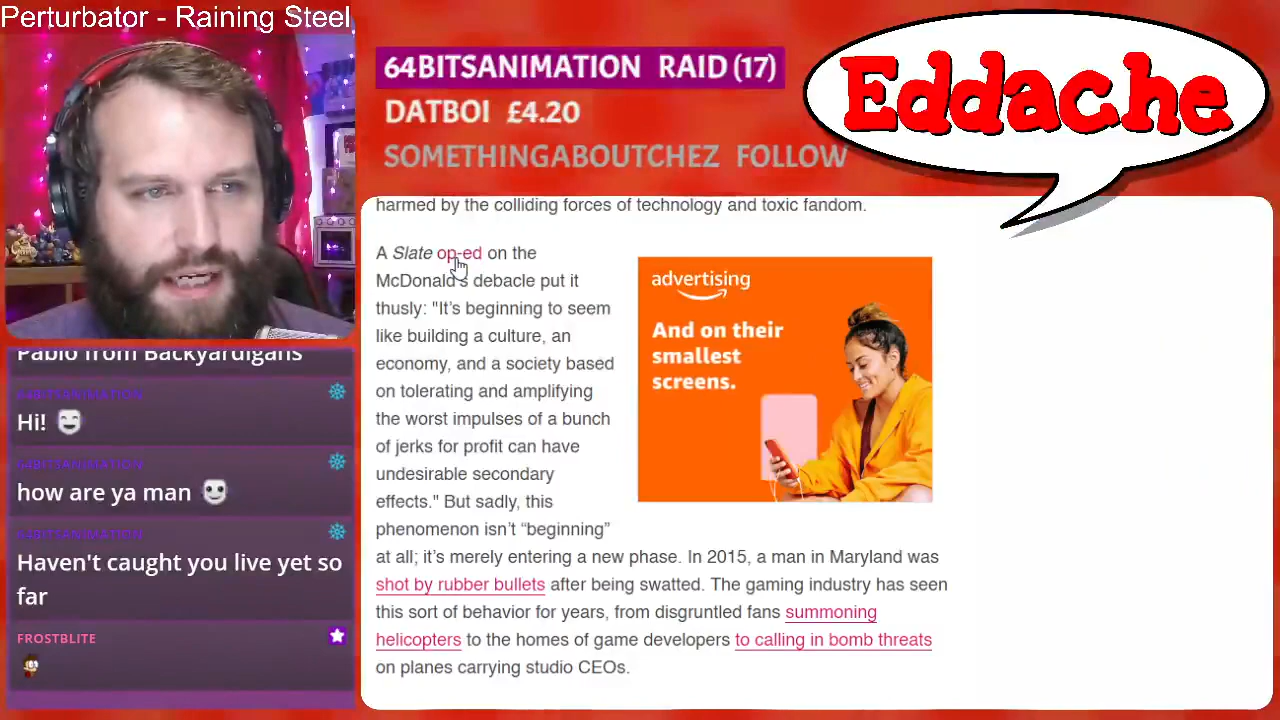 Perturbator - Raining Steel
64BITSANIMATION RAID (17)
DATBOI £4.20
SOMETHINGABOUTCHEZ FOLLOW
Eddache
harmed by the colliding forces of technology and toxic fandom.
A Slate op-ed on the
McDonald's debacle put it
thusly: "It's beginning to seem
like building a culture, an
economy, and a society based
on tolerating and amplifying
the worst impulses of a bunch
of jerks for profit can have
undesirable secondary
effects." But sadly, this
phenomenon isn't “beginning”
at all; it's merely entering a new phase. In 2015, a man in Maryland was
shot by rubber bullets after being swatted. The gaming industry has seen
this sort of behavior for years, from disgruntled fans summoning
helicopters to the homes of game developers to calling in bomb threats
on planes carrying studio CEOs.
advertising
And on their
smallest
screens.
Pablo from Backyardigans
64BITSANIMATION
Hi!
64BITSANIMATION
how are ya man
64BITSANIMATION
Haven't caught you live yet so
far
FROSTBLITE